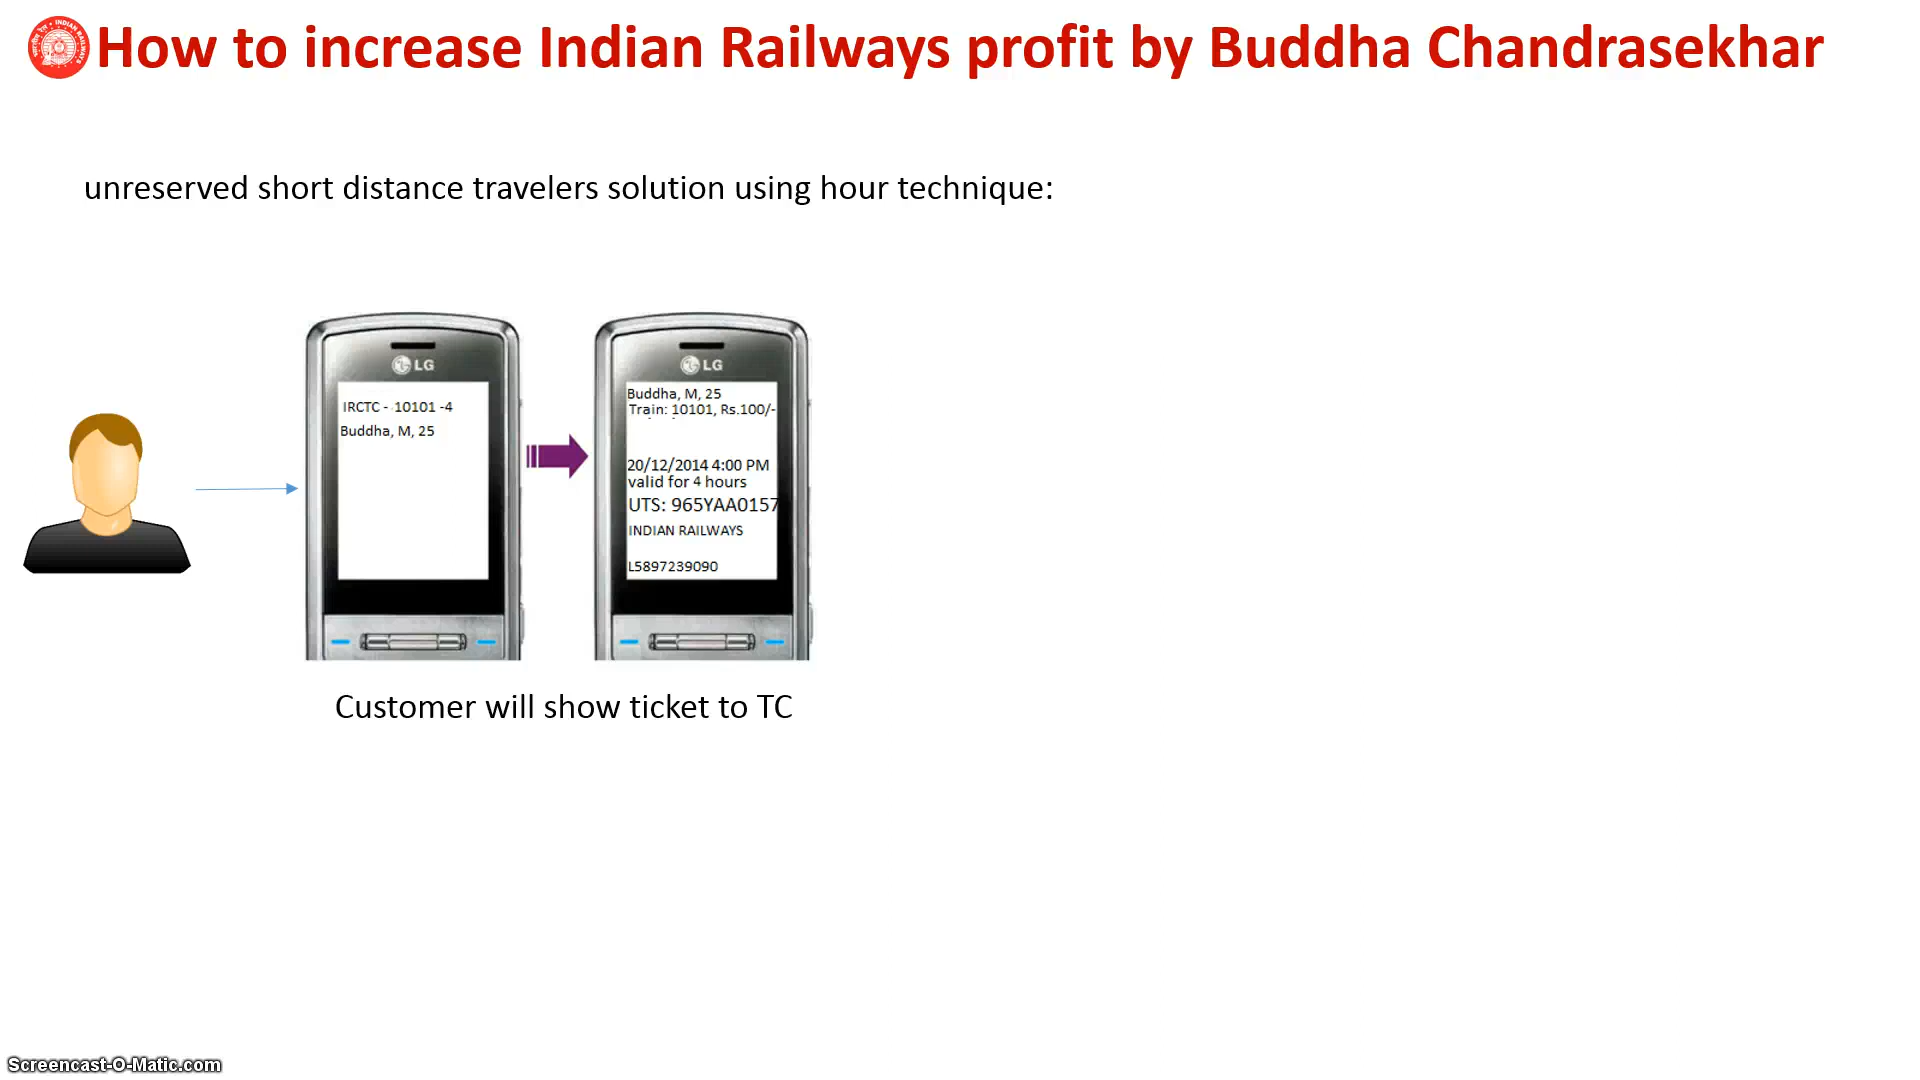 How to increase Indian Railways profit by Buddha Chandrasekhar
unreserved short distance travelers solution using hour technique:
LG
IRCTC - 10101 -4
Buddha, M, 25
LG
Buddha, M, 25
Train: 10101, Rs.100/-
20/12/2014 4:00 PM
valid for 4 hours
UTS: 965YAA0157
INDIAN RAILWAYS
L5897239090
Customer will show ticket to TC
Screencast-O-Matic.com